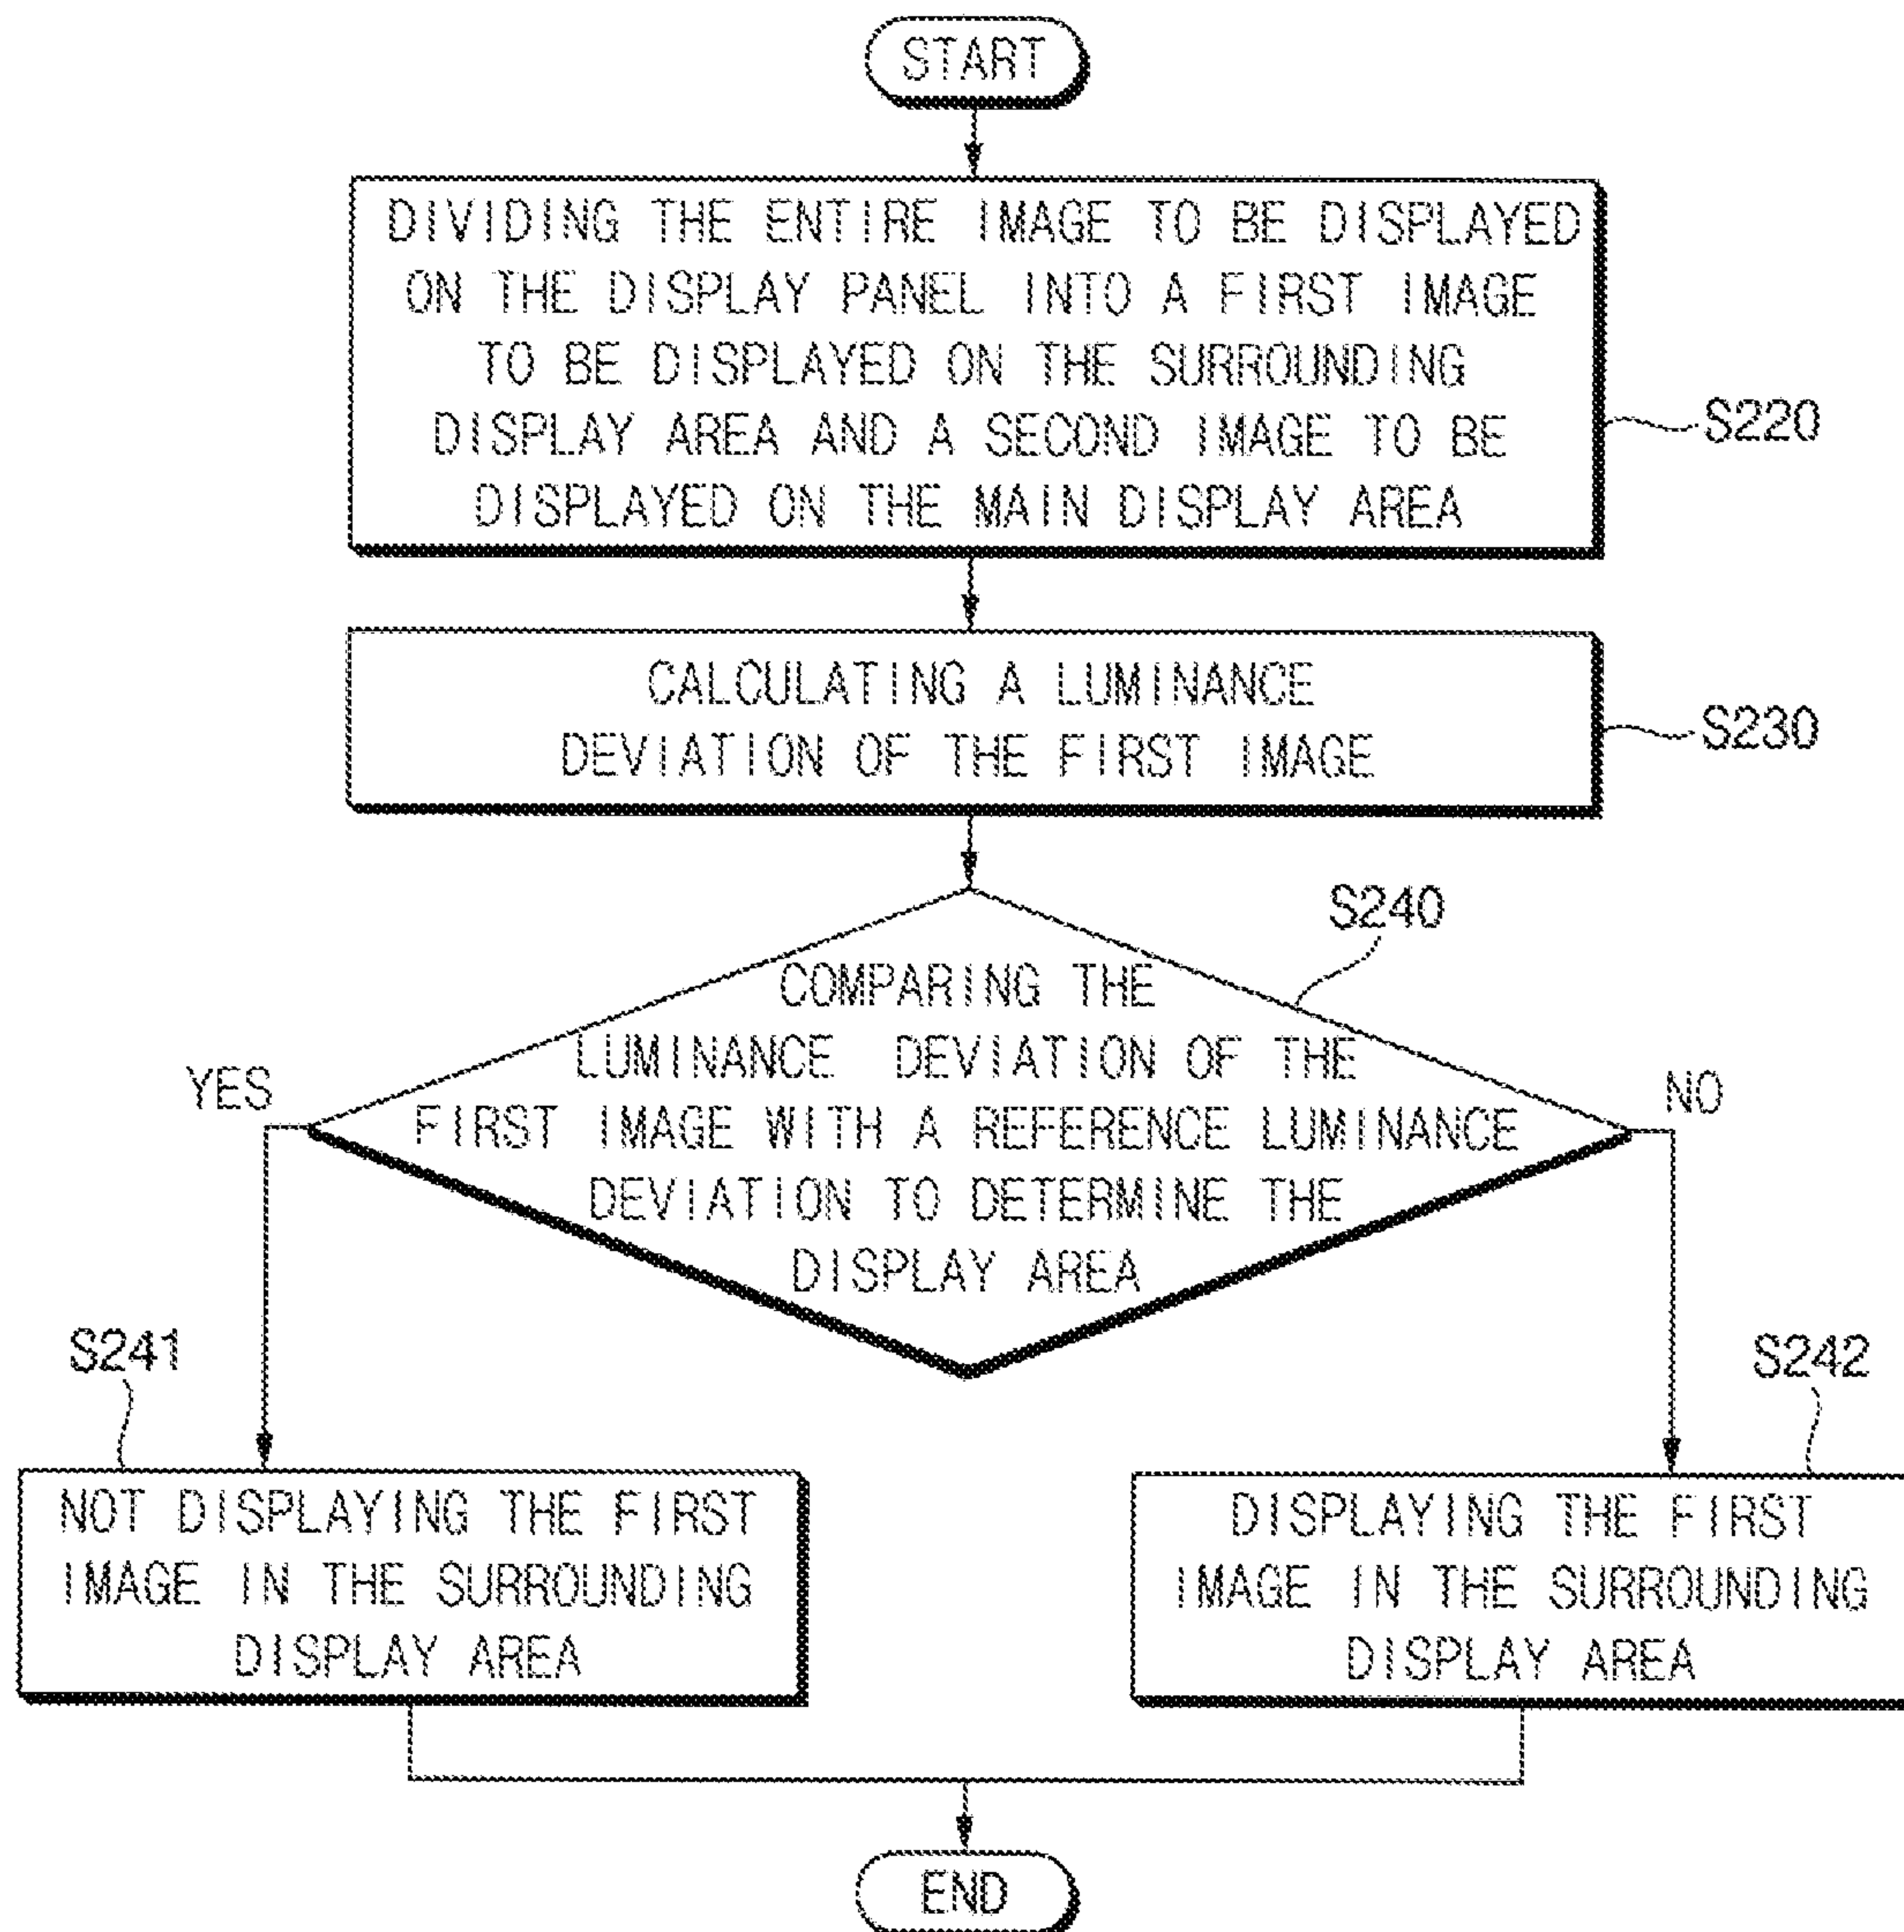 START
DIVIDING THE ENTIRE IMAGE TO BE DISPLAYED
ON THE DISPLAY PANEL INTO A FIRST IMAGE
TO BE DISPLAYED ON THE SURROUNDING
DISPLAY AREA AND A SECOND IMAGE TO BE
DISPLAYED ON THE MAIN DISPLAY AREA
S220
CALCULATING A LUMINANCE
DEVIATION OF THE FIRST IMAGE
S230
S240
COMPARING THE
LUMINANCE DEVIATION OF THE
FIRST IMAGE WITH A REFERENCE LUMINANCE
DEVIATION TO DETERMINE THE
DISPLAY AREA
YES
NO
S241
NOT DISPLAYING THE FIRST
IMAGE IN THE SURROUNDING
DISPLAY AREA
S242
DISPLAYING THE FIRST
IMAGE IN THE SURROUNDING
DISPLAY AREA
END